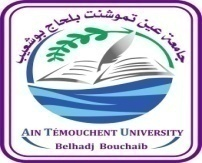 جامعة عين تموشنت بلحاج بوشعيب
AIN TÉMOUCHENT UNIVERSITY
Belhadj Bouchaib